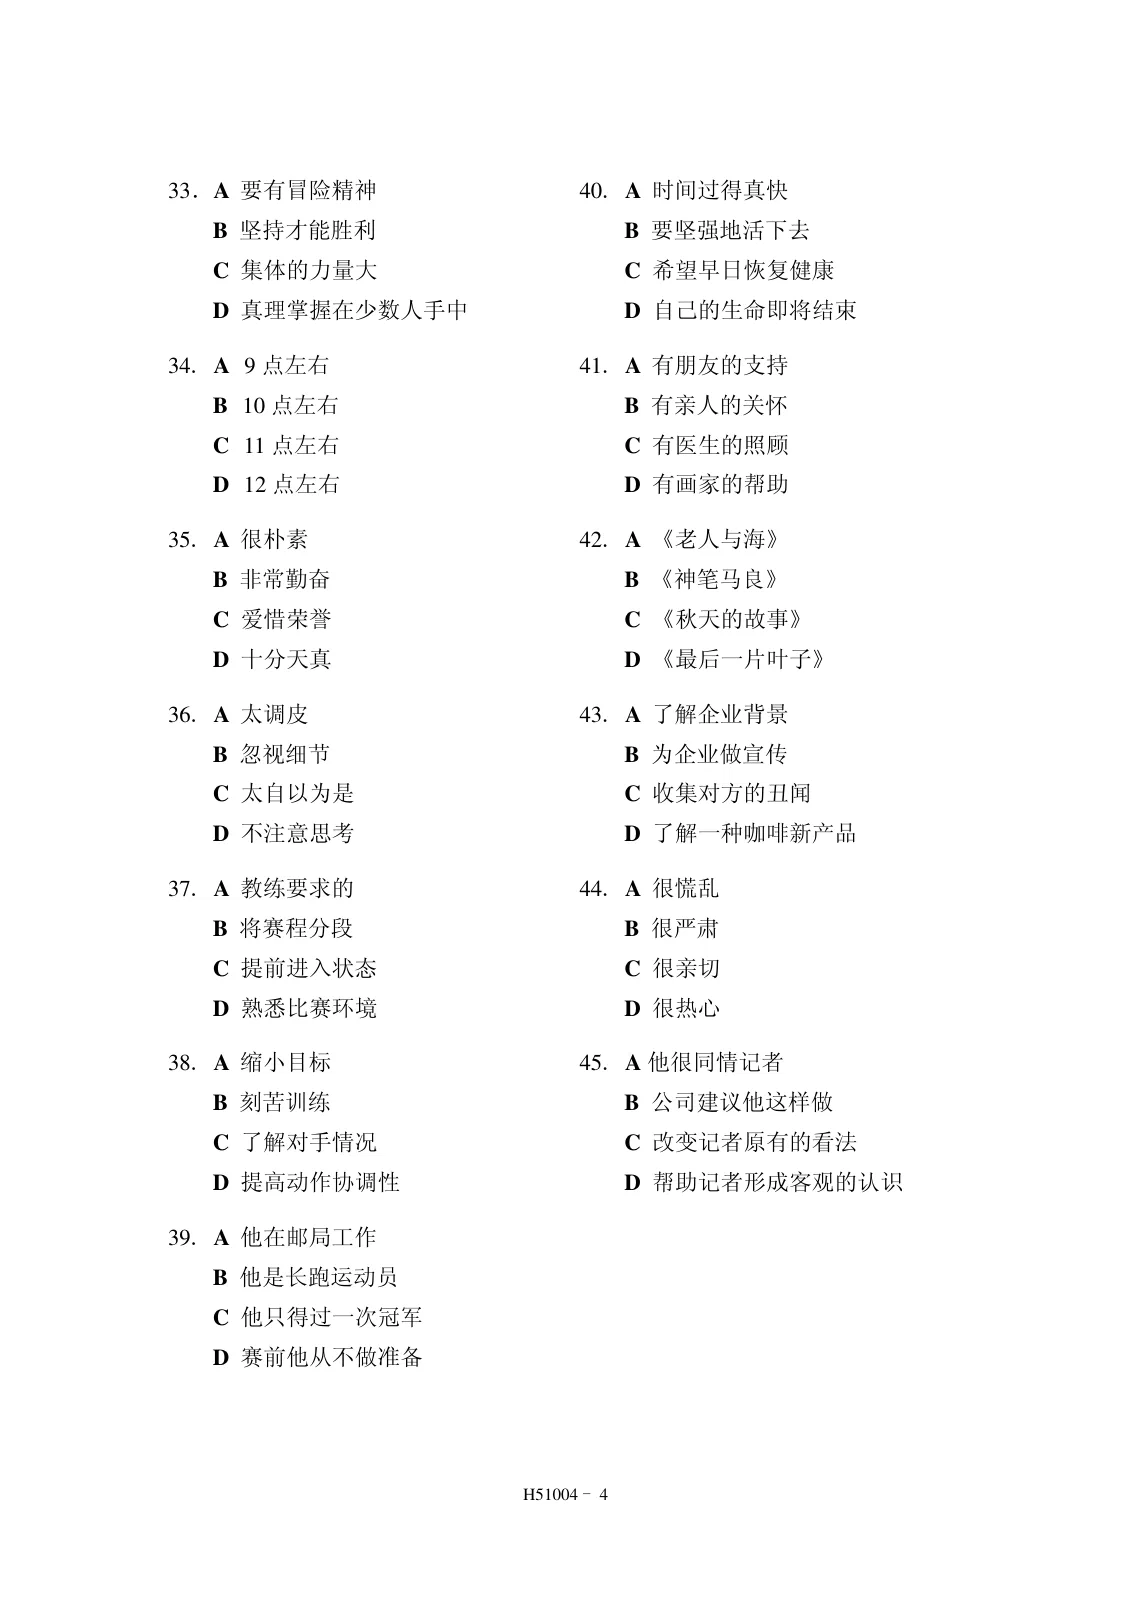 33. A 要有冒险精神
B 坚持才能胜利
C 集体的力量大
D 真理掌握在少数人手中
34. A 9 点左右
B 10 点左右
C 11 点左右
D 12 点左右
35. A 很朴素
B 非常勤奋
C 爱惜荣誉
D 十分天真
36. A 太调皮
B 忽视细节
C 太自以为是
D 不注意思考
37. A 教练要求的
B 将赛程分段
C 提前进入状态
D 熟悉比赛环境
38. A 缩小目标
B 刻苦训练
C 了解对手情况
D 提高动作协调性
39. A 他在邮局工作
B 他是长跑运动员
C 他只得过一次冠军
D 赛前他从不做准备
40. A 时间过得真快
B 要坚强地活下去
C 希望早日恢复健康
D 自己的生命即将结束
41. A 有朋友的支持
B 有亲人的关怀
C 有医生的照顾
D 有画家的帮助
42. A 《老人与海》
B 《神笔马良》
C 《秋天的故事》
D 《最后一片叶子》
43. A 了解企业背景
B 为企业做宣传
C 收集对方的丑闻
D 了解一种咖啡新产品
44. A 很慌乱
B 很严肃
C 很亲切
D 很热心
45. A 他很同情记者
B 公司建议他这样做
C 改变记者原有的看法
D 帮助记者形成客观的认识
H51004－ 4